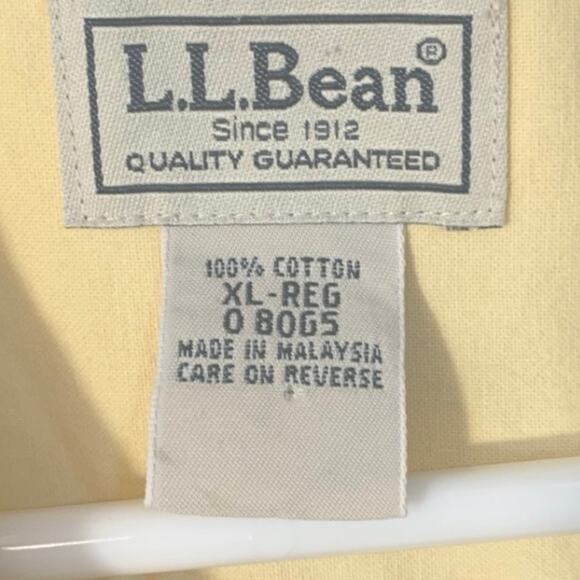 L.L.Bean®
Since 1912
QUALITY GUARANTEED
100% COTTON
XL-REG
0 80G5
MADE IN MALAYSIA
CARE ON REVERSE